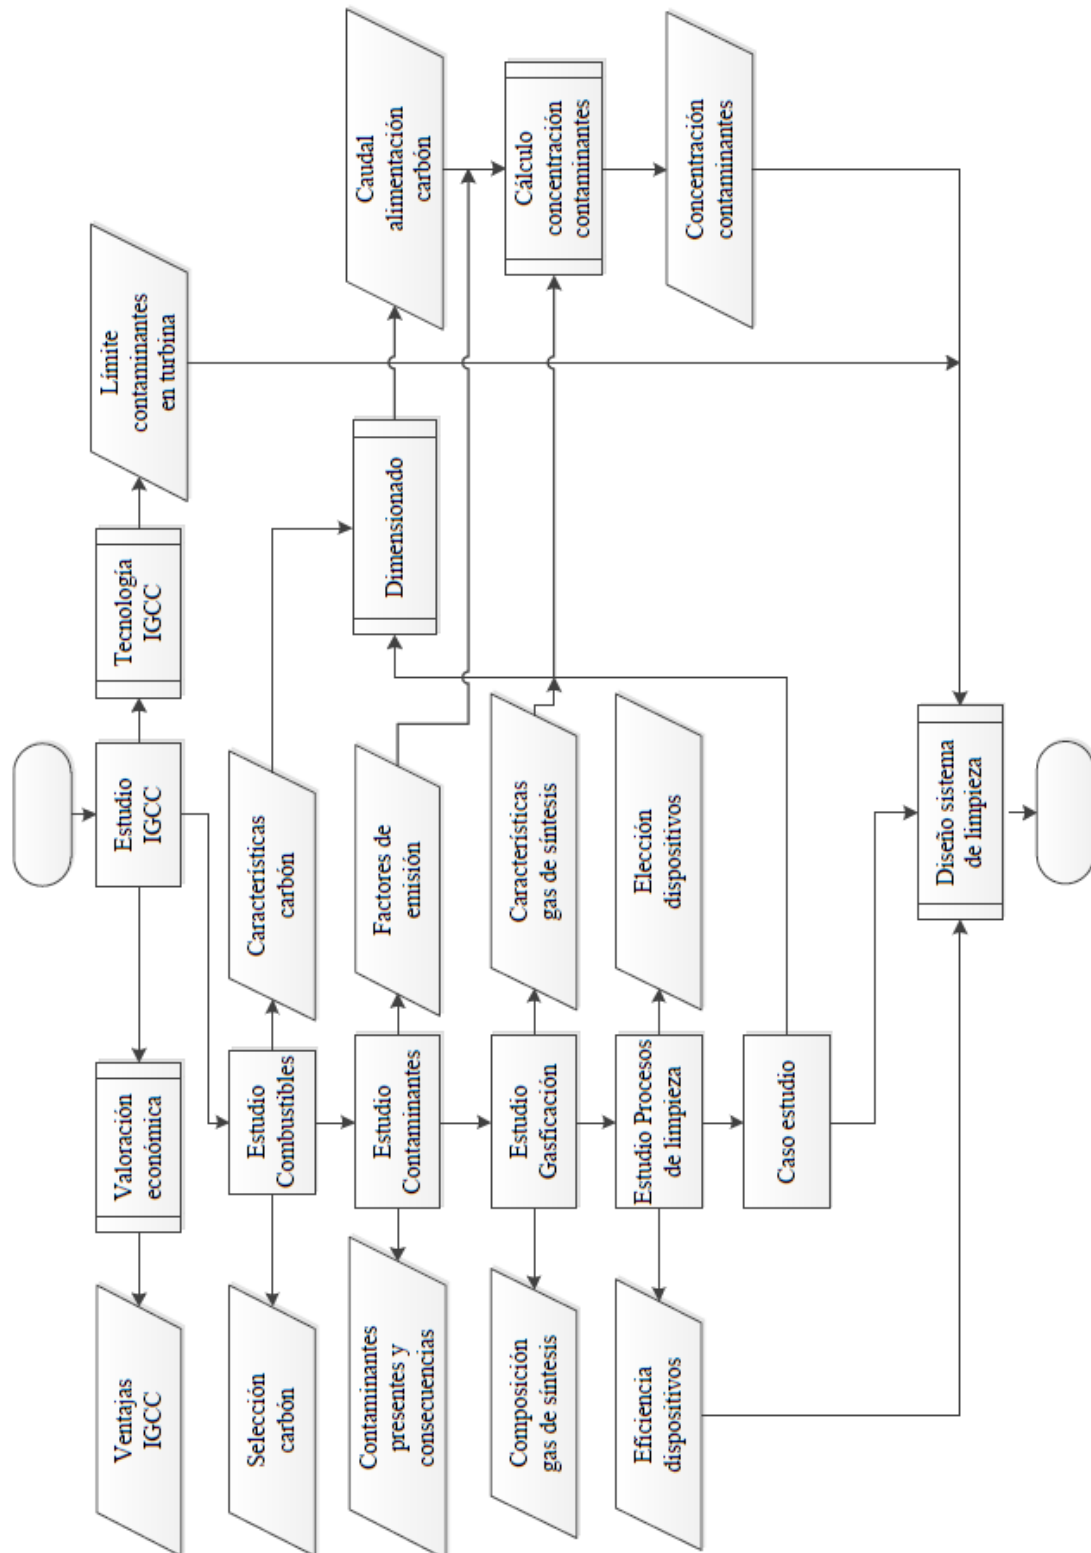 Estudio
IGCC
Tecnología
IGCC
Límite
contaminantes
en turbina
Valoración
económica
Ventajas
IGCC
Estudio
Combustibles
Características
carbón
Selección
carbón
Estudio
Contaminantes
Factores de
emisión
Contaminantes
presentes y
consecuencias
Estudio
Gasficación
Características
gas de síntesis
Composición
gas de síntesis
Estudio Procesos
de limpieza
Elección
dispositivos
Eficiencia
dispositivos
Caso estudio
Dimensionado
Caudal
alimentación
carbón
Cálculo
concentración
contaminantes
Concentración
contaminantes
Diseño sistema
de limpieza